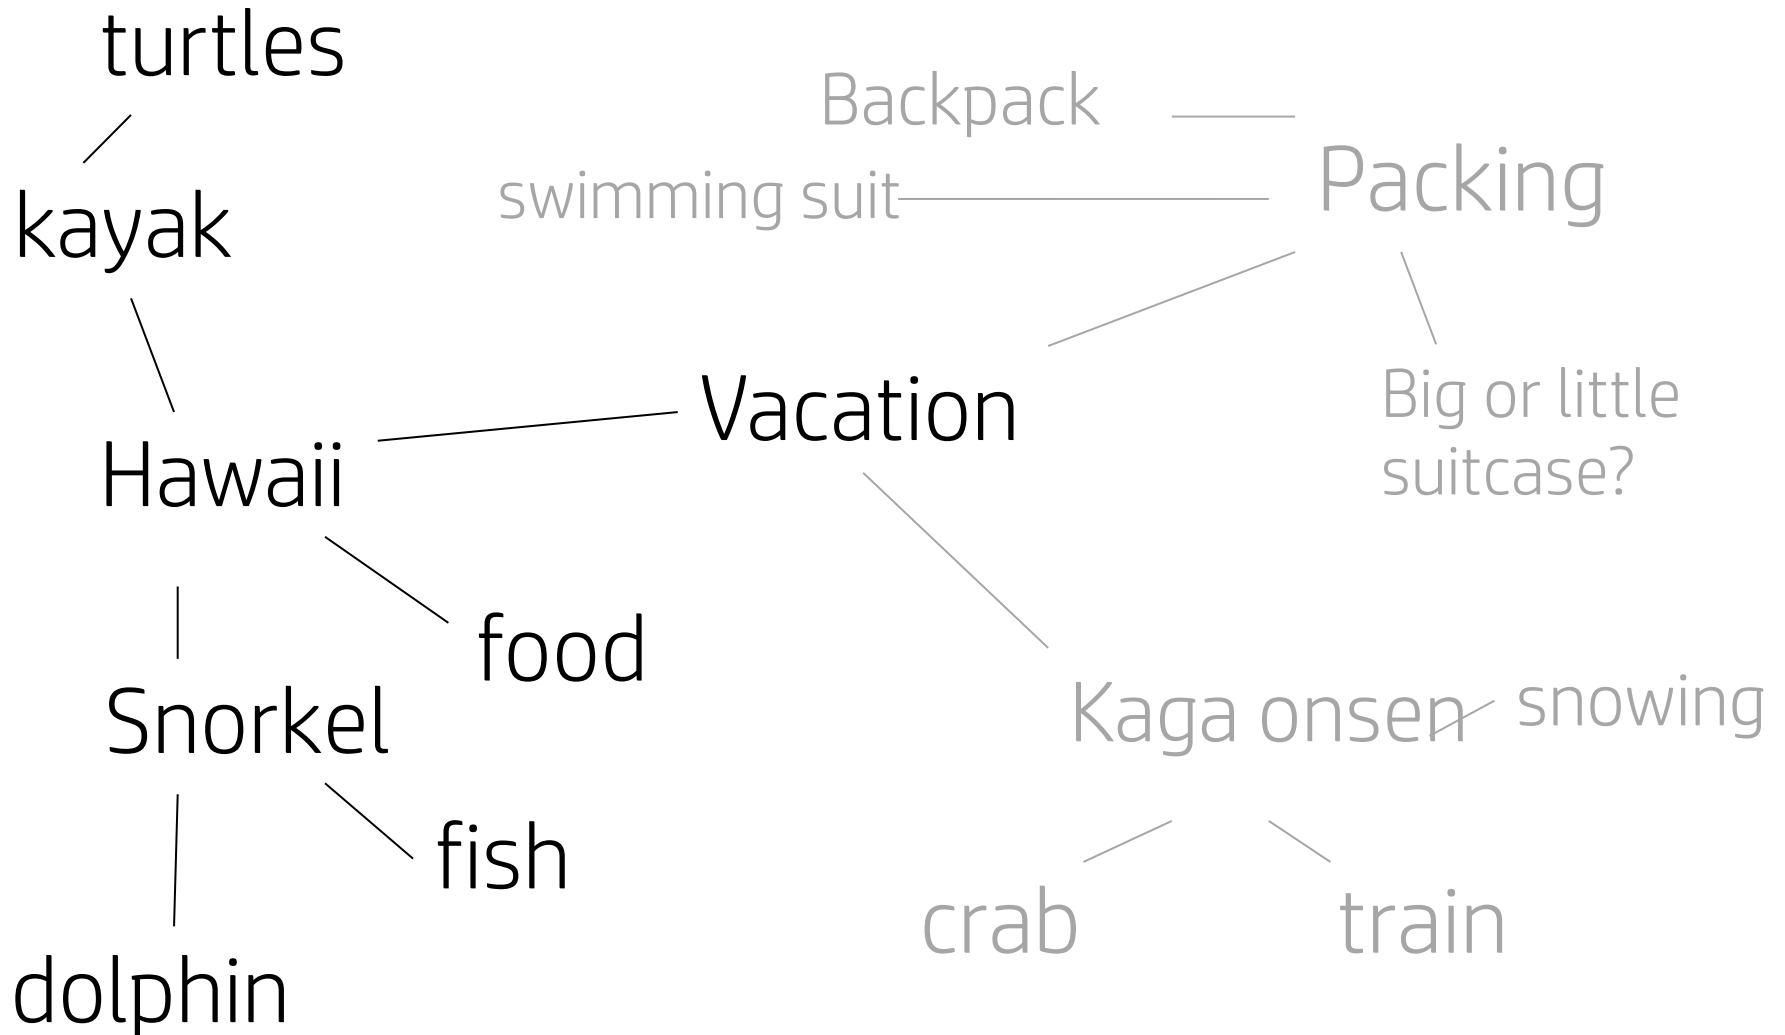 turtles
Backpack
Packing
swimming suit
kayak
Vacation
Big or little
suitcase?
Hawaii
food
Snorkel
Kaga onsen
snowing
fish
crab
train
dolphin